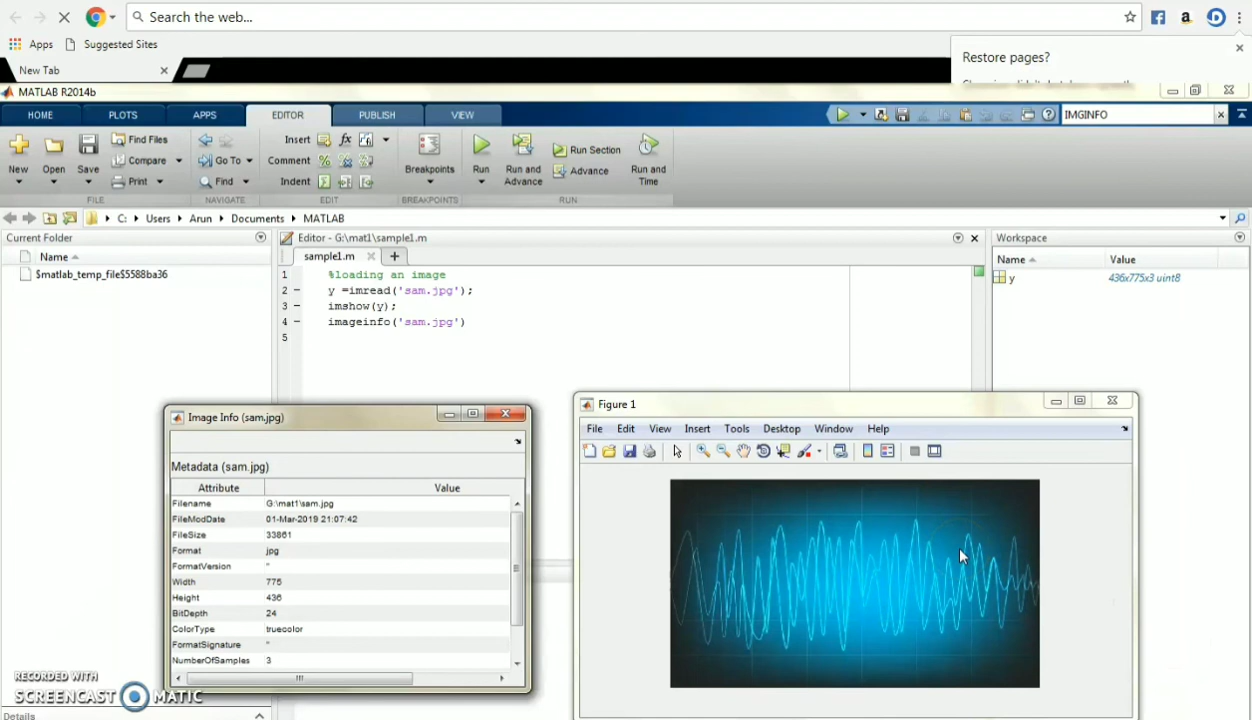 Search the web...
Apps
Suggested Sites
Restore pages?
New Tab
MATLAB R2014b
HOME PLOTS APPS EDITOR PUBLISH VIEW
IMGINFO
New
Open
Save
Find Files
Compare
Print
Go To
Find
Insert
Comment
Indent
Breakpoints
Run
Run and
Advance
Run Section
Advance
Run and
Time
FILE NAVIGATE EDIT BREAKPOINTS RUN
C: Users Arun Documents MATLAB
Current Folder
Name
$matlab_temp_file$5588ba36
Details
Editor - G:\mat1\sample1.m
sample1.m
1 %loading an image
2 y =imread('sam.jpg');
3 imshow(y);
4 imageinfo('sam.jpg')
5
Workspace
Name Value
y 436x775x3 uint8
Image Info (sam.jpg)
Metadata (sam.jpg)
Attribute Value
Filename G:\mat1\sam.jpg
FileModDate 01-Mar-2019 21:07:42
FileSize 33861
Format jpg
FormatVersion ''
Width 775
Height 436
BitDepth 24
ColorType truecolor
FormatSignature ''
NumberOfSamples 3
Figure 1
File Edit View Insert Tools Desktop Window Help
RECORDED WITH
SCREENCAST MATIC